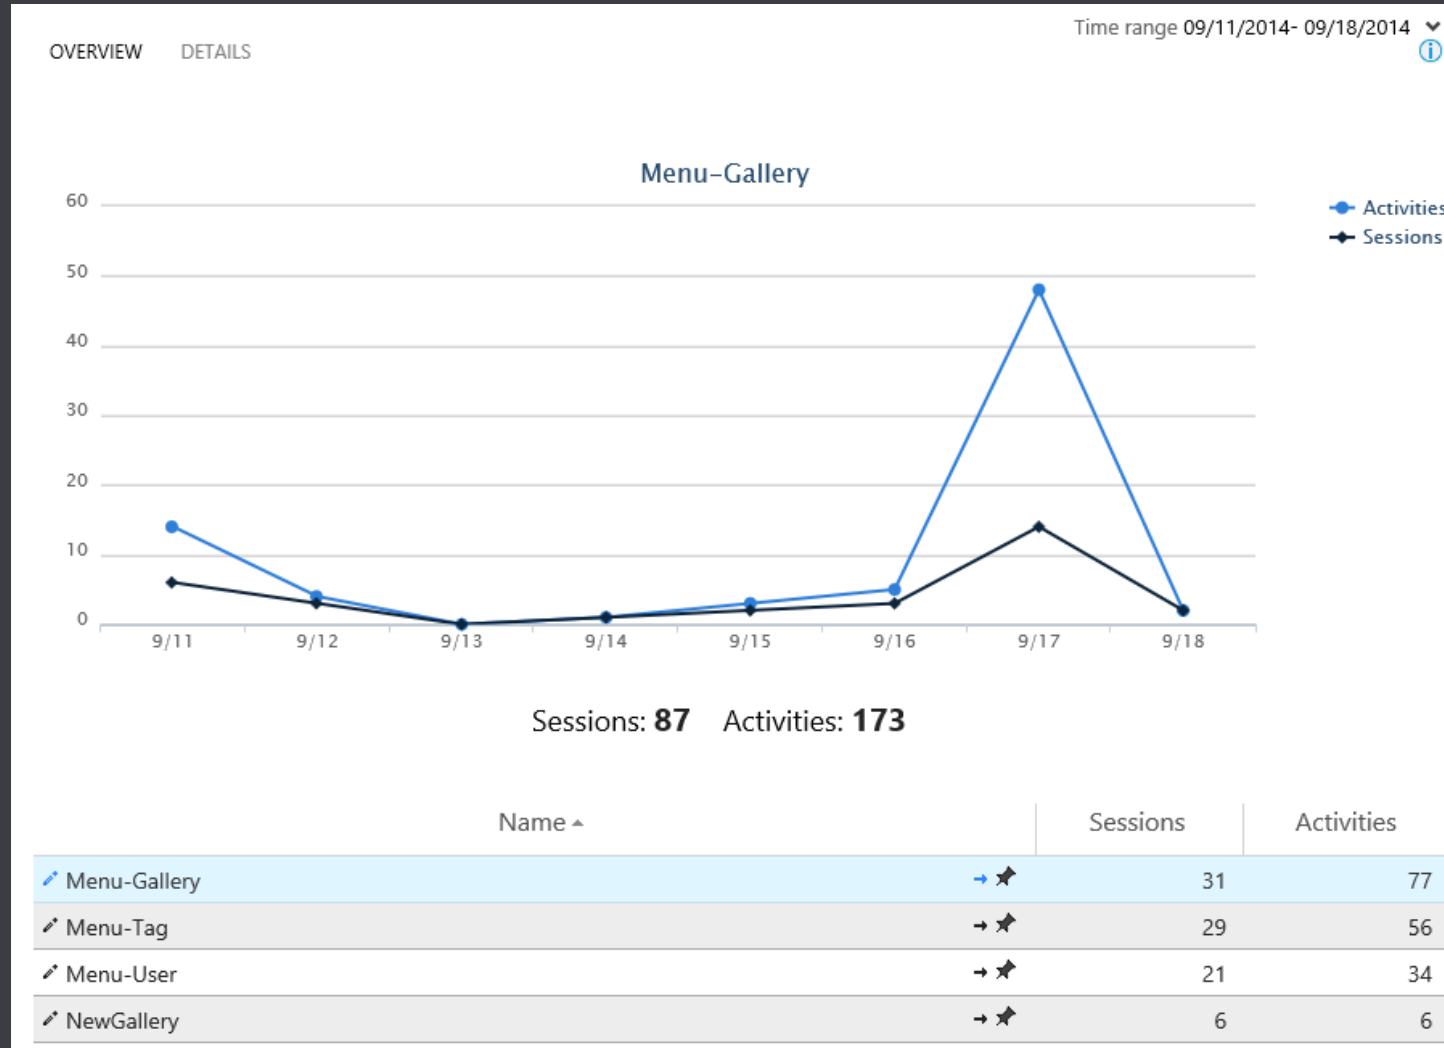 Time range 09/11/2014- 09/18/2014
OVERVIEW DETAILS
Menu-Gallery
60
50
40
30
20
10
0
Activities
Sessions
9/11 9/12 9/13 9/14 9/15 9/16 9/17 9/18
Sessions: 87 Activities: 173
Name Sessions Activities
Menu-Gallery 31 77
Menu-Tag 29 56
Menu-User 21 34
NewGallery 6 6